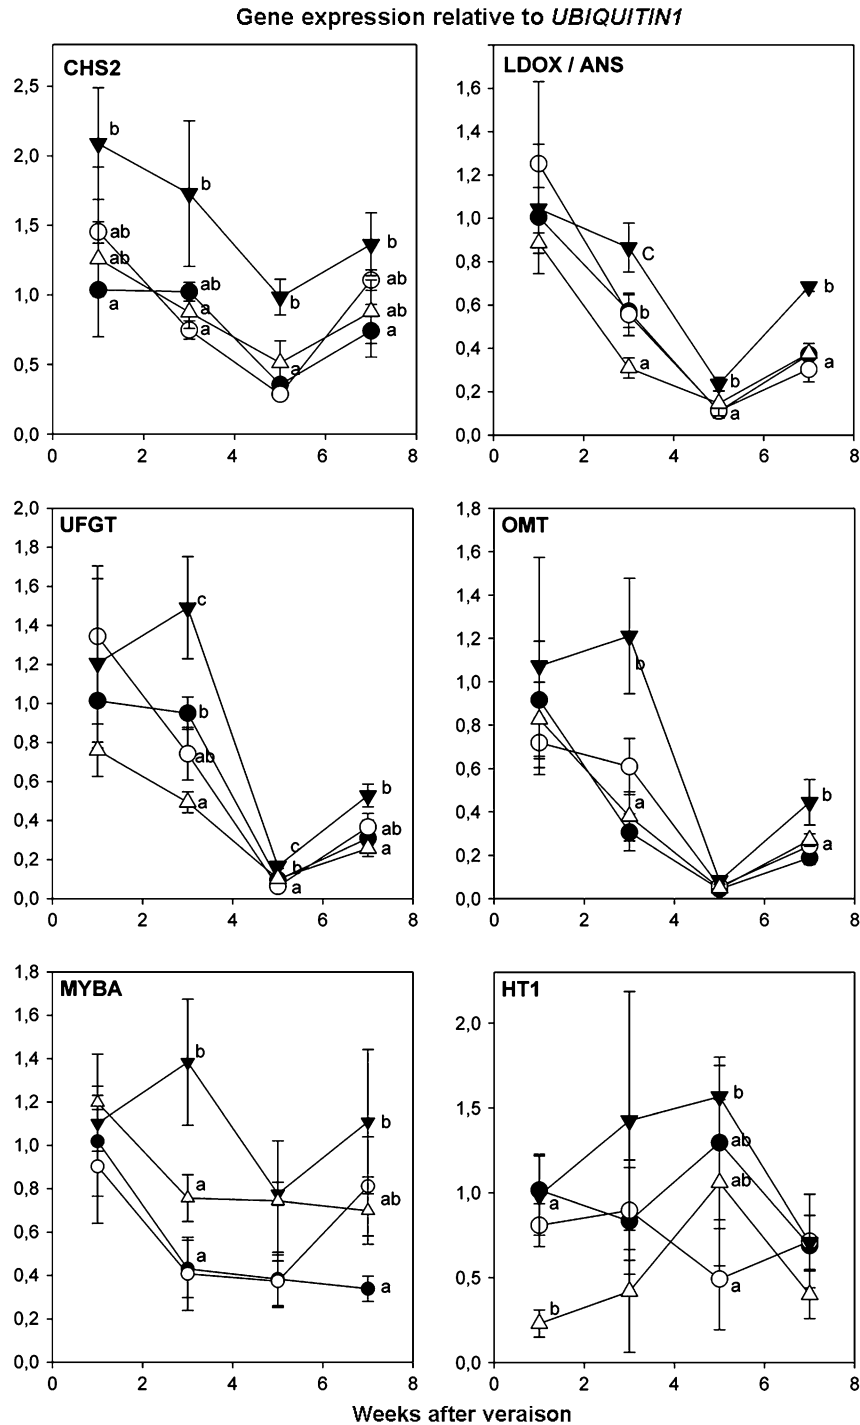 Gene expression relative to UBIQUITIN1
CHS2
2,5
2,0
1,5
1,0
0,5
0,0
0 2 4 6 8
b
b
b
b
ab
ab
a
ab
a
a
a
ab
ab
a
LDOX / ANS
1,6
1,4
1,2
1,0
0,8
0,6
0,4
0,2
0,0
0 2 4 6 8
C
b
a
b
a
b
a
UFGT
2,0
1,8
1,6
1,4
1,2
1,0
0,8
0,6
0,4
0,2
0,0
0 2 4 6 8
c
b
ab
a
c
b
a
b
ab
a
OMT
1,8
1,6
1,4
1,2
1,0
0,8
0,6
0,4
0,2
0,0
0 2 4 6 8
b
a
b
a
MYBA
1,8
1,6
1,4
1,2
1,0
0,8
0,6
0,4
0,2
0,0
0 2 4 6 8
b
a
a
b
ab
a
HT1
2,0
1,5
1,0
0,5
0,0
0 2 4 6 8
a
b
b
ab
ab
a
Weeks after veraison